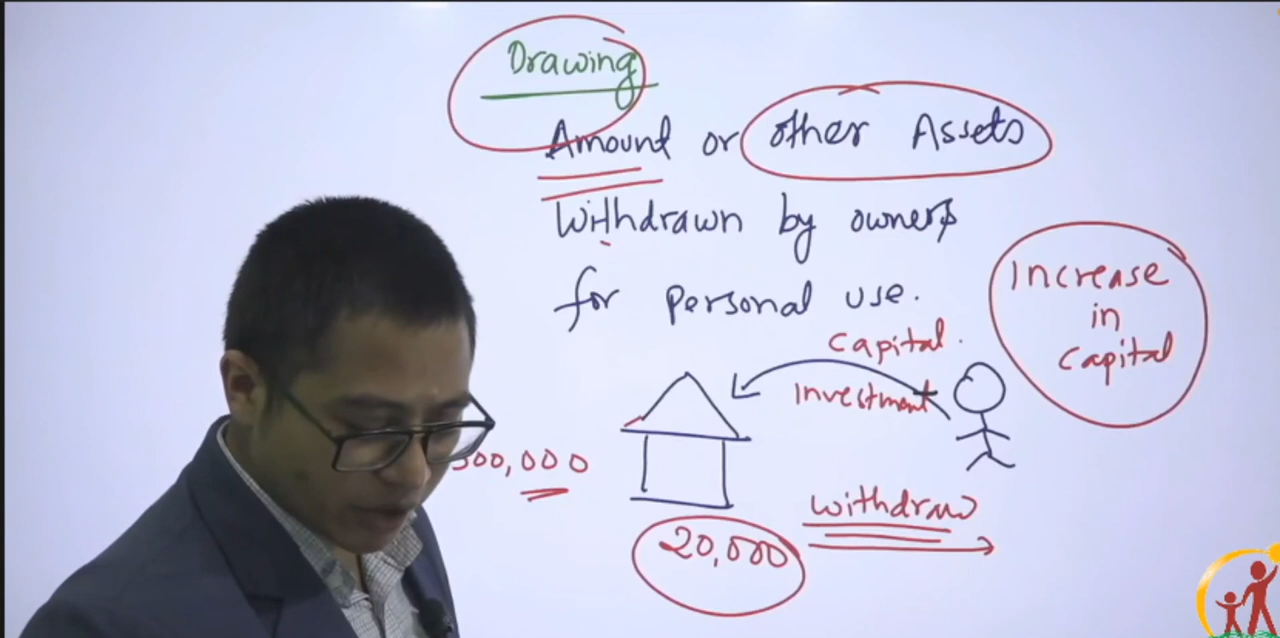 Drawing
Amount or other Assets
Withdrawn by owners
for personal use.
Increase
in
capital
capital.
Investment
500,000
withdraw
20,000